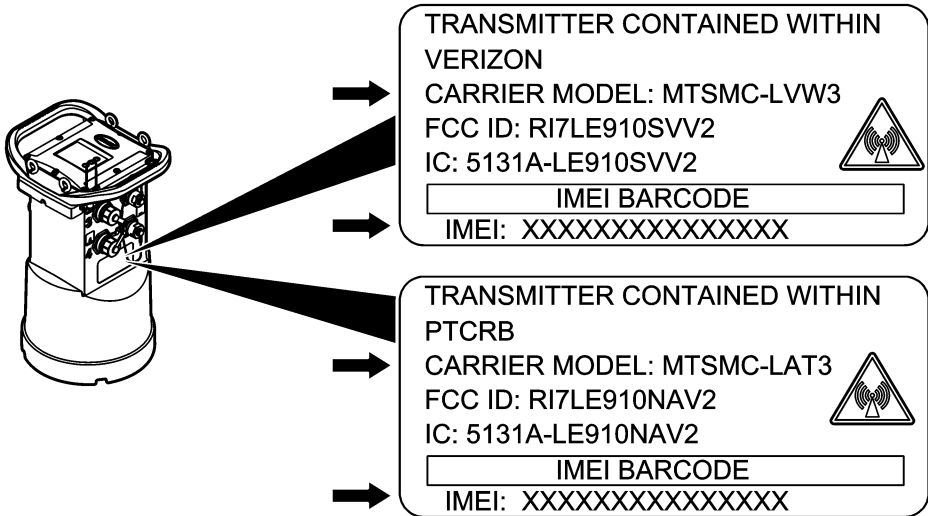 TRANSMITTER CONTAINED WITHIN
VERIZON
CARRIER MODEL: MTSMC-LVW3
FCC ID: RI7LE910SVV2
IC: 5131A-LE910SVV2
IMEI BARCODE
IMEI: XXXXXXXXXXXXXXX
TRANSMITTER CONTAINED WITHIN
PTCRB
CARRIER MODEL: MTSMC-LAT3
FCC ID: RI7LE910NAV2
IC: 5131A-LE910NAV2
IMEI BARCODE
IMEI: XXXXXXXXXXXXXXX